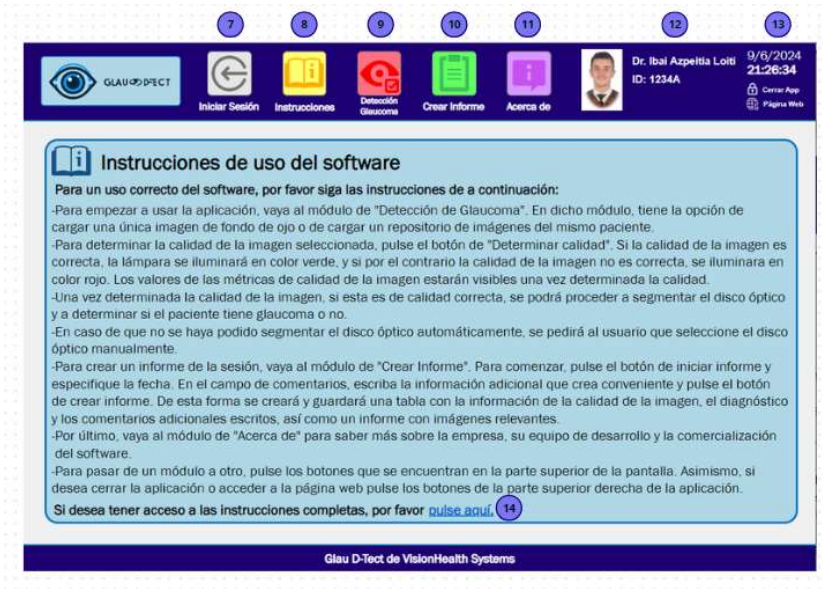 7 8 9 10 11 12 13
GLAU D-TECT
Iniciar Sesión
Instrucciones
Detección
Glaucoma
Crear Informe
Acerca de
Dr. Ibai Azpeitia Loiti
ID: 1234A
9/6/2024
21:26:34
Cerrar App
Página Web
Instrucciones de uso del software
Para un uso correcto del software, por favor siga las instrucciones de a continuación:
-Para empezar a usar la aplicación, vaya al módulo de "Detección de Glaucoma". En dicho módulo, tiene la opción de
cargar una única imagen de fondo de ojo o de cargar un repositorio de imágenes del mismo paciente.
-Para determinar la calidad de la imagen seleccionada, pulse el botón de "Determinar calidad". Si la calidad de la imagen es
correcta, la lámpara se iluminará en color verde, y si por el contrario la calidad de la imagen no es correcta, se iluminara en
color rojo. Los valores de las métricas de calidad de la imagen estarán visibles una vez determinada la calidad.
-Una vez determinada la calidad de la imagen, si esta es de calidad correcta, se podrá proceder a segmentar el disco óptico
y a determinar si el paciente tiene glaucoma o no.
-En caso de que no se haya podido segmentar el disco óptico automáticamente, se pedirá al usuario que seleccione el disco
óptico manualmente.
-Para crear un informe de la sesión, vaya al módulo de "Crear Informe". Para comenzar, pulse el botón de iniciar informe y
especifique la fecha. En el campo de comentarios, escriba la información adicional que crea conveniente y pulse el botón
de crear informe. De esta forma se creará y guardará una tabla con la información de la calidad de la imagen, el diagnóstico
y los comentarios adicionales escritos, así como un informe con imágenes relevantes.
-Por último, vaya al módulo de "Acerca de" para saber más sobre la empresa, su equipo de desarrollo y la comercialización
del software.
-Para pasar de un módulo a otro, pulse los botones que se encuentran en la parte superior de la pantalla. Asimismo, si
desea cerrar la aplicación o acceder a la página web pulse los botones de la parte superior derecha de la aplicación.
Si desea tener acceso a las instrucciones completas, por favor pulse aquí. 14
Glau D-Tect de VisionHealth Systems